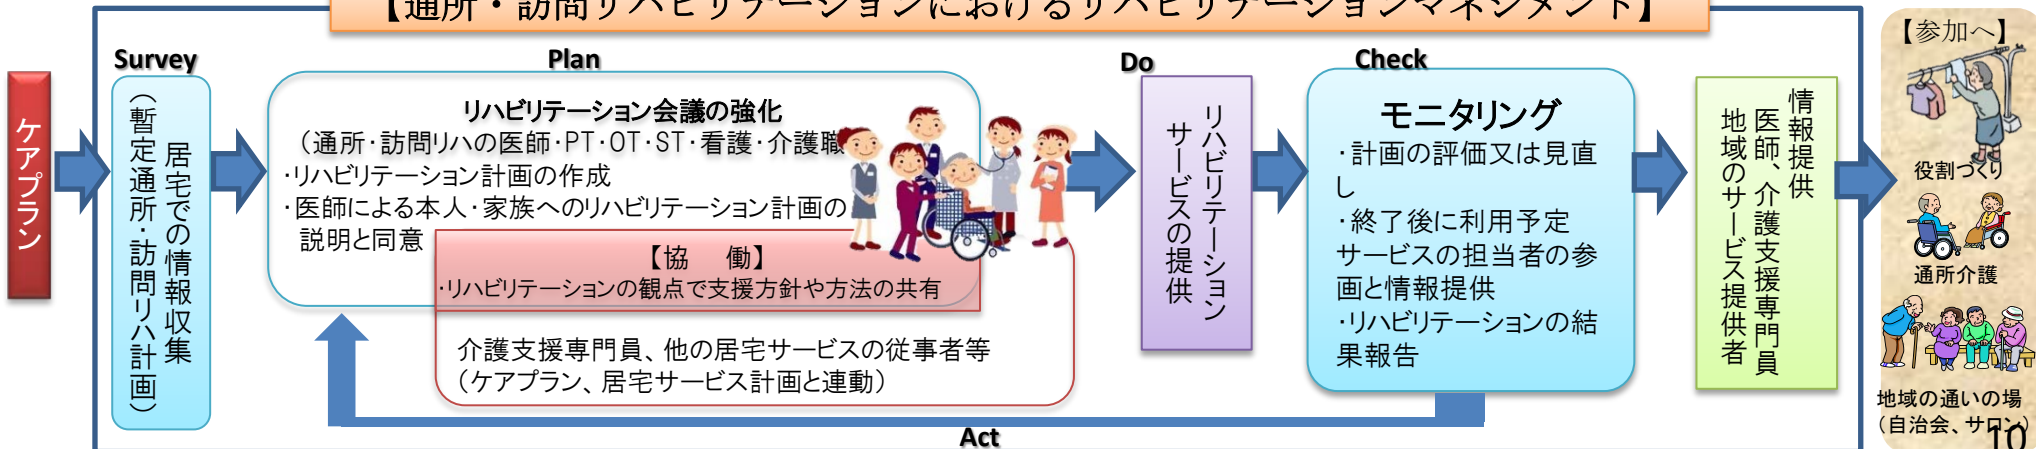 【通所・訪問リハビリテーションにおけるリハビリテーションマネジメント】
ケアプラン
Survey
居宅での情報収集
（暫定通所・訪問リハ計画）
Plan
リハビリテーション会議の強化
（通所・訪問リハの医師・PT・OT・ST・看護・介護職
・リハビリテーション計画の作成
・医師による本人・家族へのリハビリテーション計画の
説明と同意
【協　働】
・リハビリテーションの観点で支援方針や方法の共有
介護支援専門員、他の居宅サービスの従事者等
（ケアプラン、居宅サービス計画と連動）
Do
リハビリテーション
サービスの提供
Check
モニタリング
・計画の評価又は見直
し
・終了後に利用予定
サービスの担当者の参
画と情報提供
・リハビリテーションの結
果報告
Act
情報提供
医師、介護支援専門員
地域のサービス提供者
【参加へ】
役割づくり
通所介護
地域の通いの場
（自治会、サロン）
10